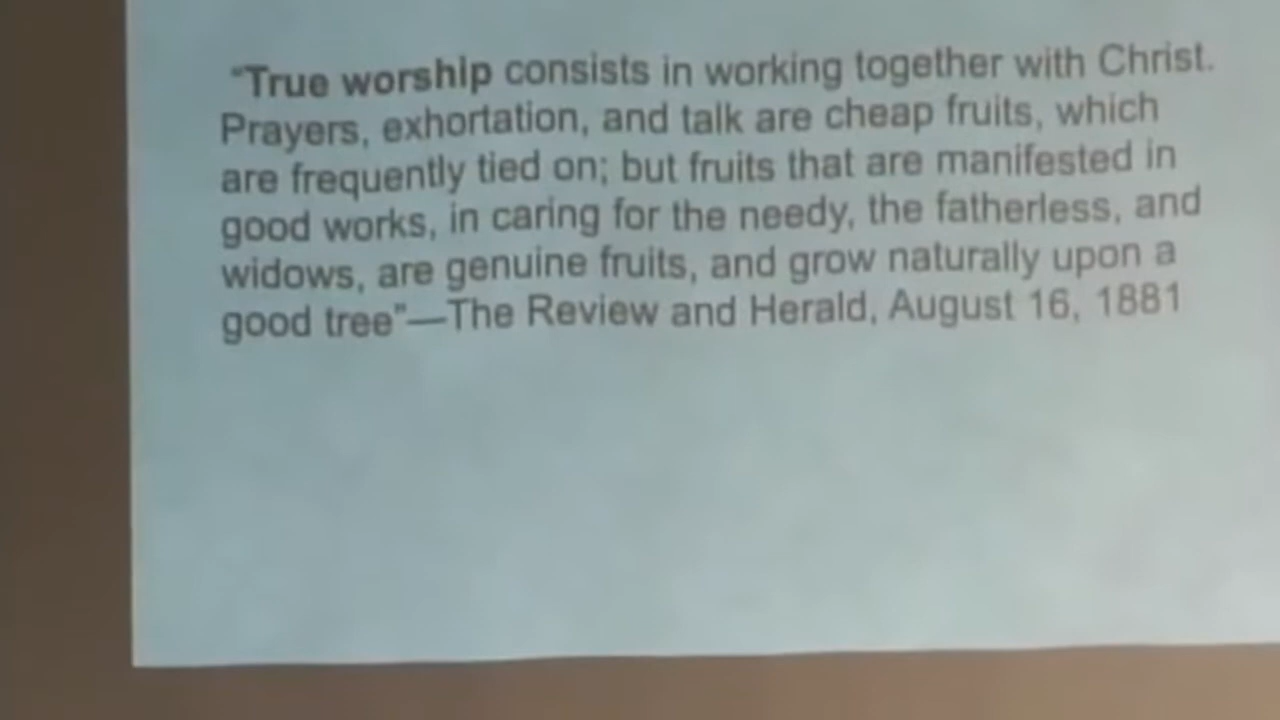 "True worship consists in working together with Christ.
Prayers, exhortation, and talk are cheap fruits, which
are frequently tied on; but fruits that are manifested in
good works, in caring for the needy, the fatherless, and
widows, are genuine fruits, and grow naturally upon a
good tree"—The Review and Herald, August 16, 1881